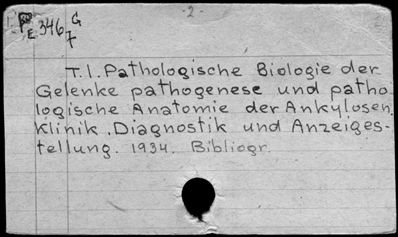 - 2 -
P E 346 G
7
T.1. Pathologische Biologie der
Gelenke pathogenese und patho
logische Anatomie der Ankylosen.
Klinik. Diagnostik und Anzeiges-
tellung. 1934. Bibliogr.